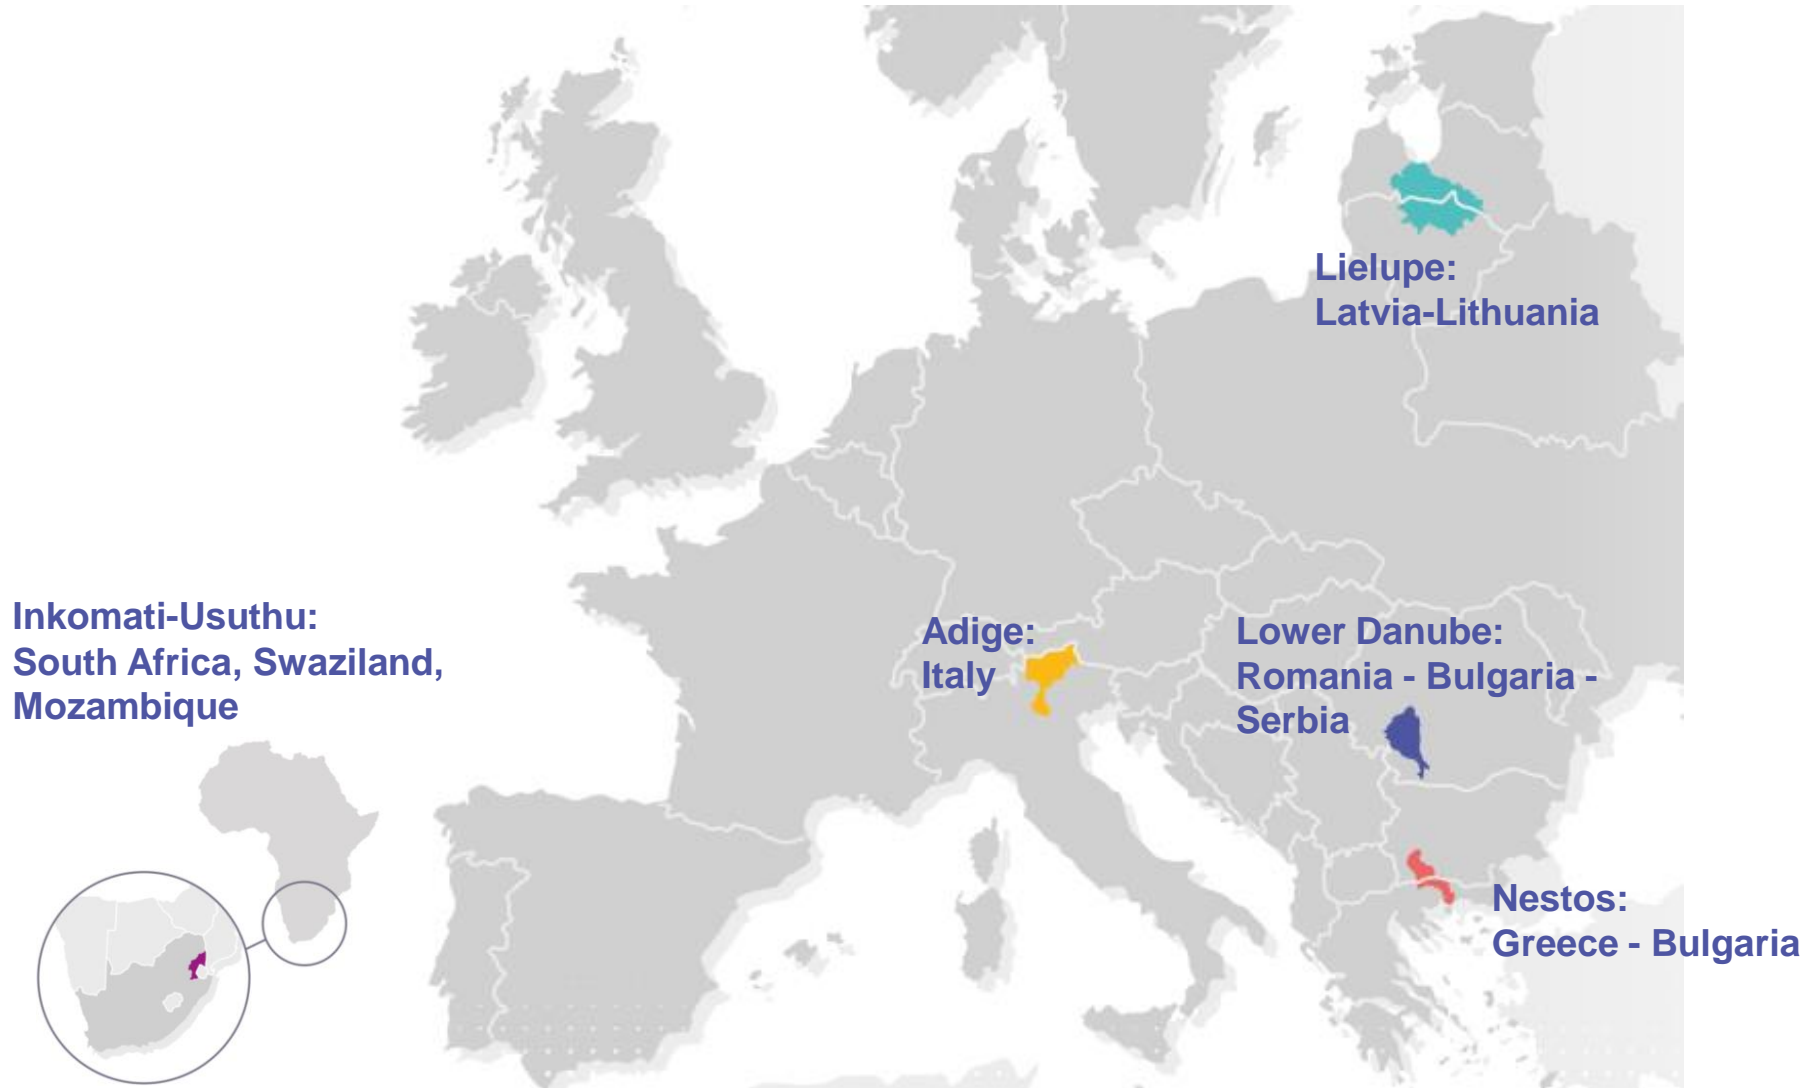 Lielupe:
Latvia-Lithuania
Inkomati-Usuthu:
South Africa, Swaziland,
Mozambique
Adige:
Italy
Lower Danube:
Romania - Bulgaria -
Serbia
Nestos:
Greece - Bulgaria